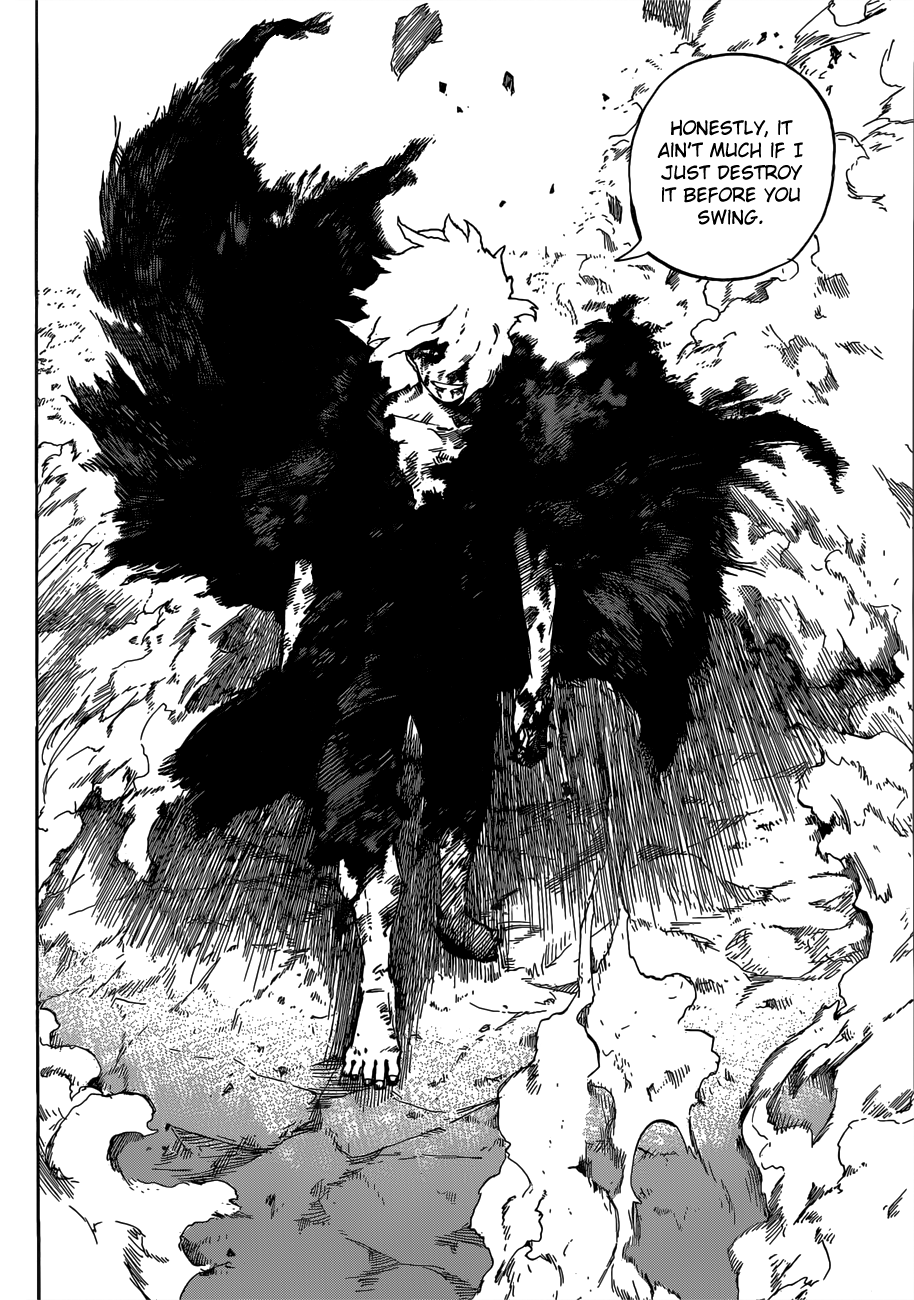 HONESTLY, IT
AIN'T MUCH IF I
JUST DESTROY
IT BEFORE YOU
SWING.